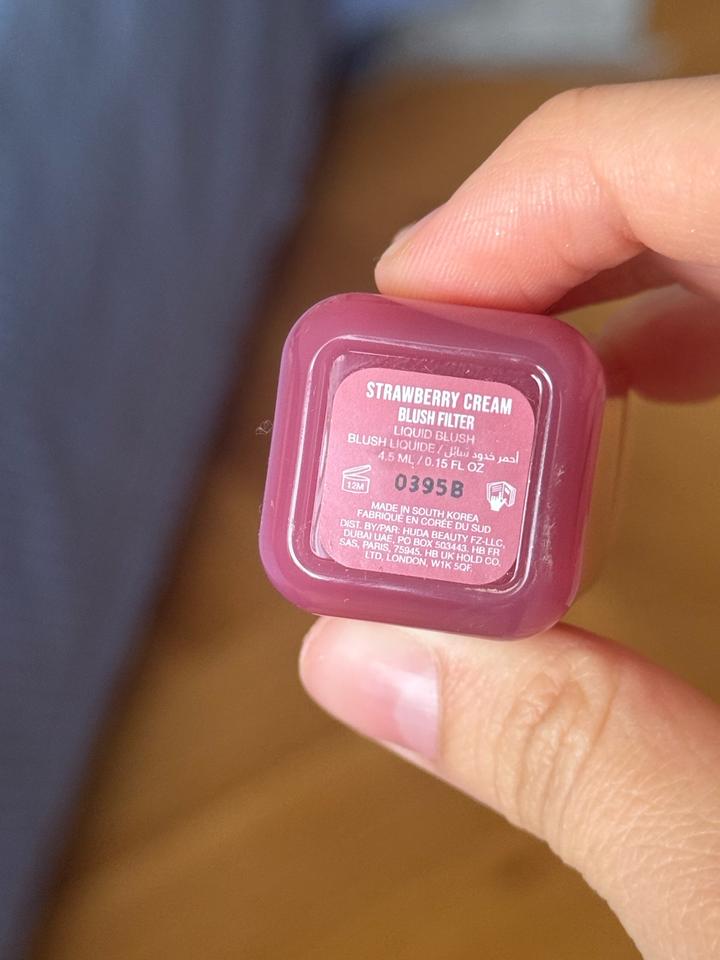 STRAWBERRY CREAM
BLUSH FILTER
LIQUID BLUSH
BLUSH LIQUIDE / أحمر خدود سائل
4.5 ML / 0.15 FL OZ
12M
0395B
MADE IN SOUTH KOREA
FABRIQUÉ EN CORÉE DU SUD
DIST. BY/PAR: HUDA BEAUTY FZ-LLC,
DUBAI UAE, PO BOX 503443. HB FR
SAS, PARIS, 75945. HB UK HOLD CO.
LTD, LONDON, W1K 5QF.